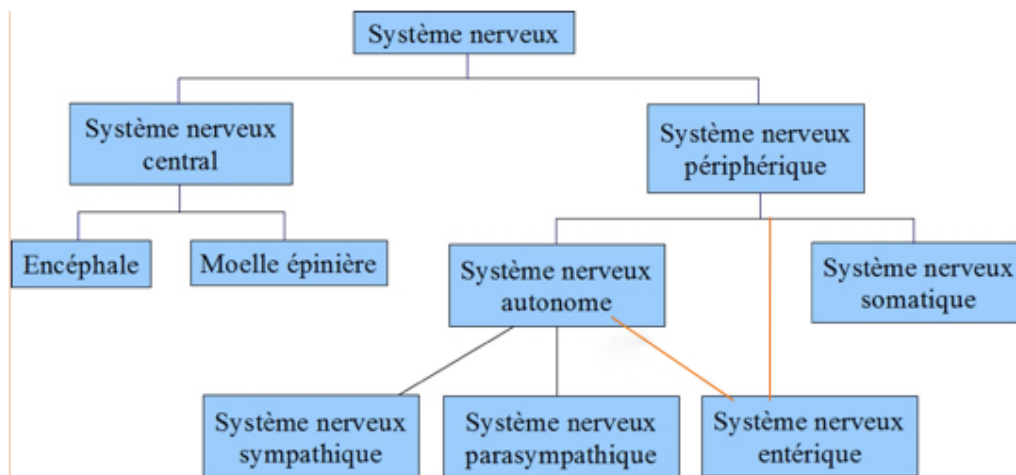 Système nerveux
Système nerveux
central
Système nerveux
périphérique
Encéphale
Moelle épinière
Système nerveux
autonome
Système nerveux
somatique
Système nerveux
sympathique
Système nerveux
parasympathique
Système nerveux
entérique